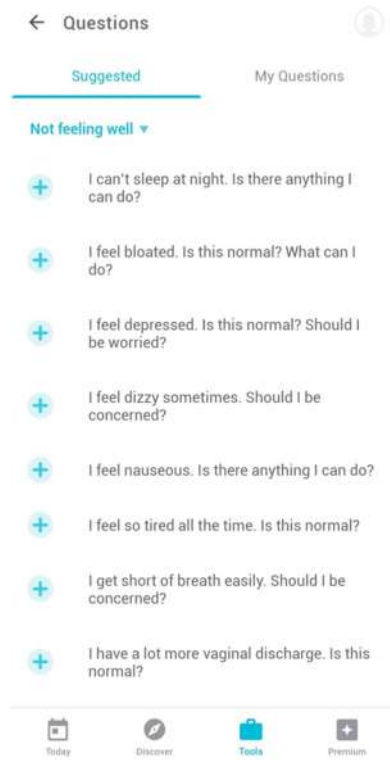 Questions
Suggested
My Questions
Not feeling well
I can't sleep at night. Is there anything I
can do?
I feel bloated. Is this normal? What can I
do?
I feel depressed. Is this normal? Should I
be worried?
I feel dizzy sometimes. Should I be
concerned?
I feel nauseous. Is there anything I can do?
I feel so tired all the time. Is this normal?
I get short of breath easily. Should I be
concerned?
I have a lot more vaginal discharge. Is this
normal?
Today
Discover
Tools
Premium